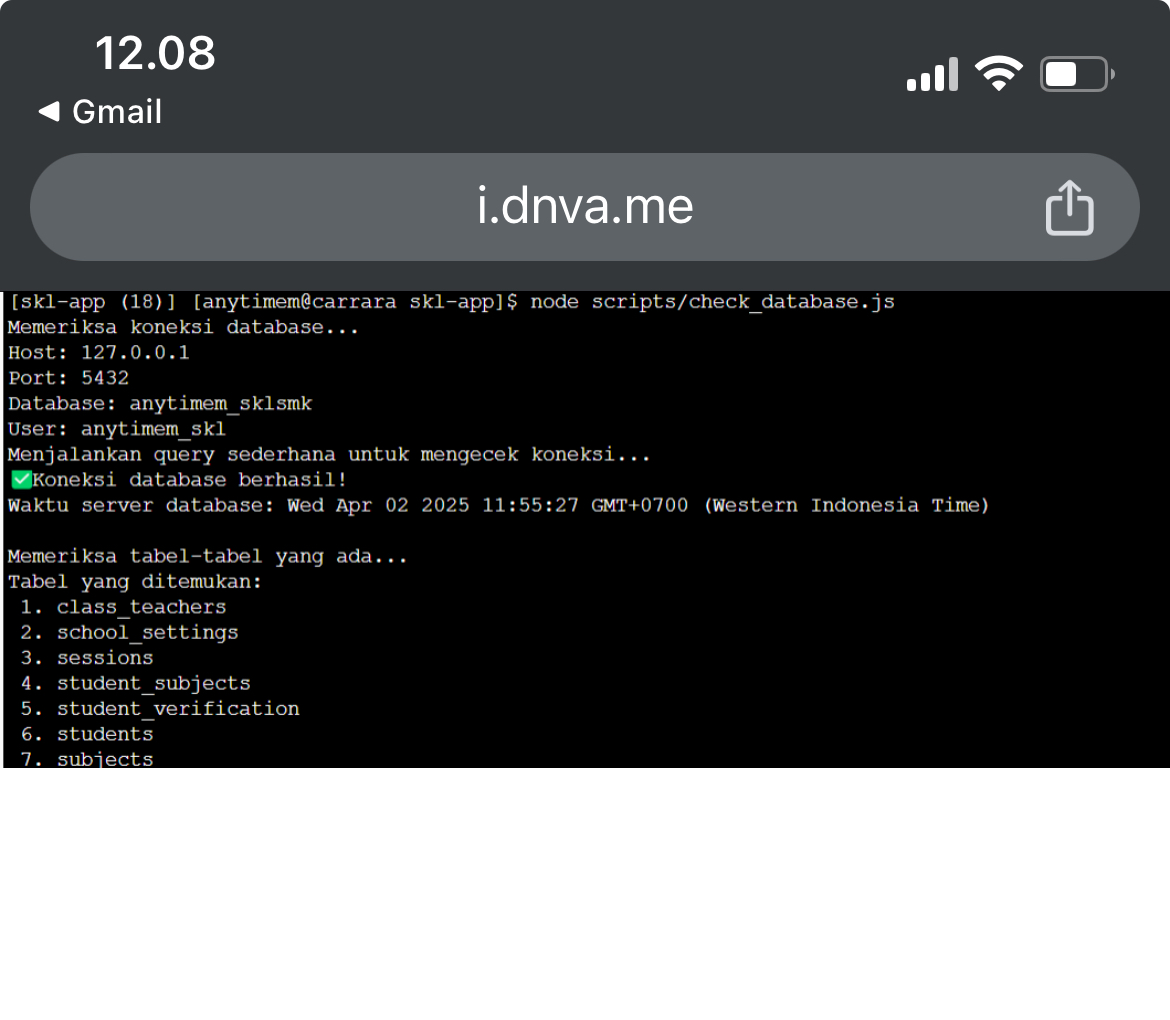 12.08
◀ Gmail
i.dnva.me
[skl-app (18)] [anytimem@carrara skl-app]$ node scripts/check_database.js
Memeriksa koneksi database...
Host: 127.0.0.1
Port: 5432
Database: anytimem_sklsmk
User: anytimem_skl
Menjalankan query sederhana untuk mengecek koneksi...
✅Koneksi database berhasil!
Waktu server database: Wed Apr 02 2025 11:55:27 GMT+0700 (Western Indonesia Time)
Memeriksa tabel-tabel yang ada...
Tabel yang ditemukan:
1. class_teachers
2. school_settings
3. sessions
4. student_subjects
5. student_verification
6. students
7. subjects